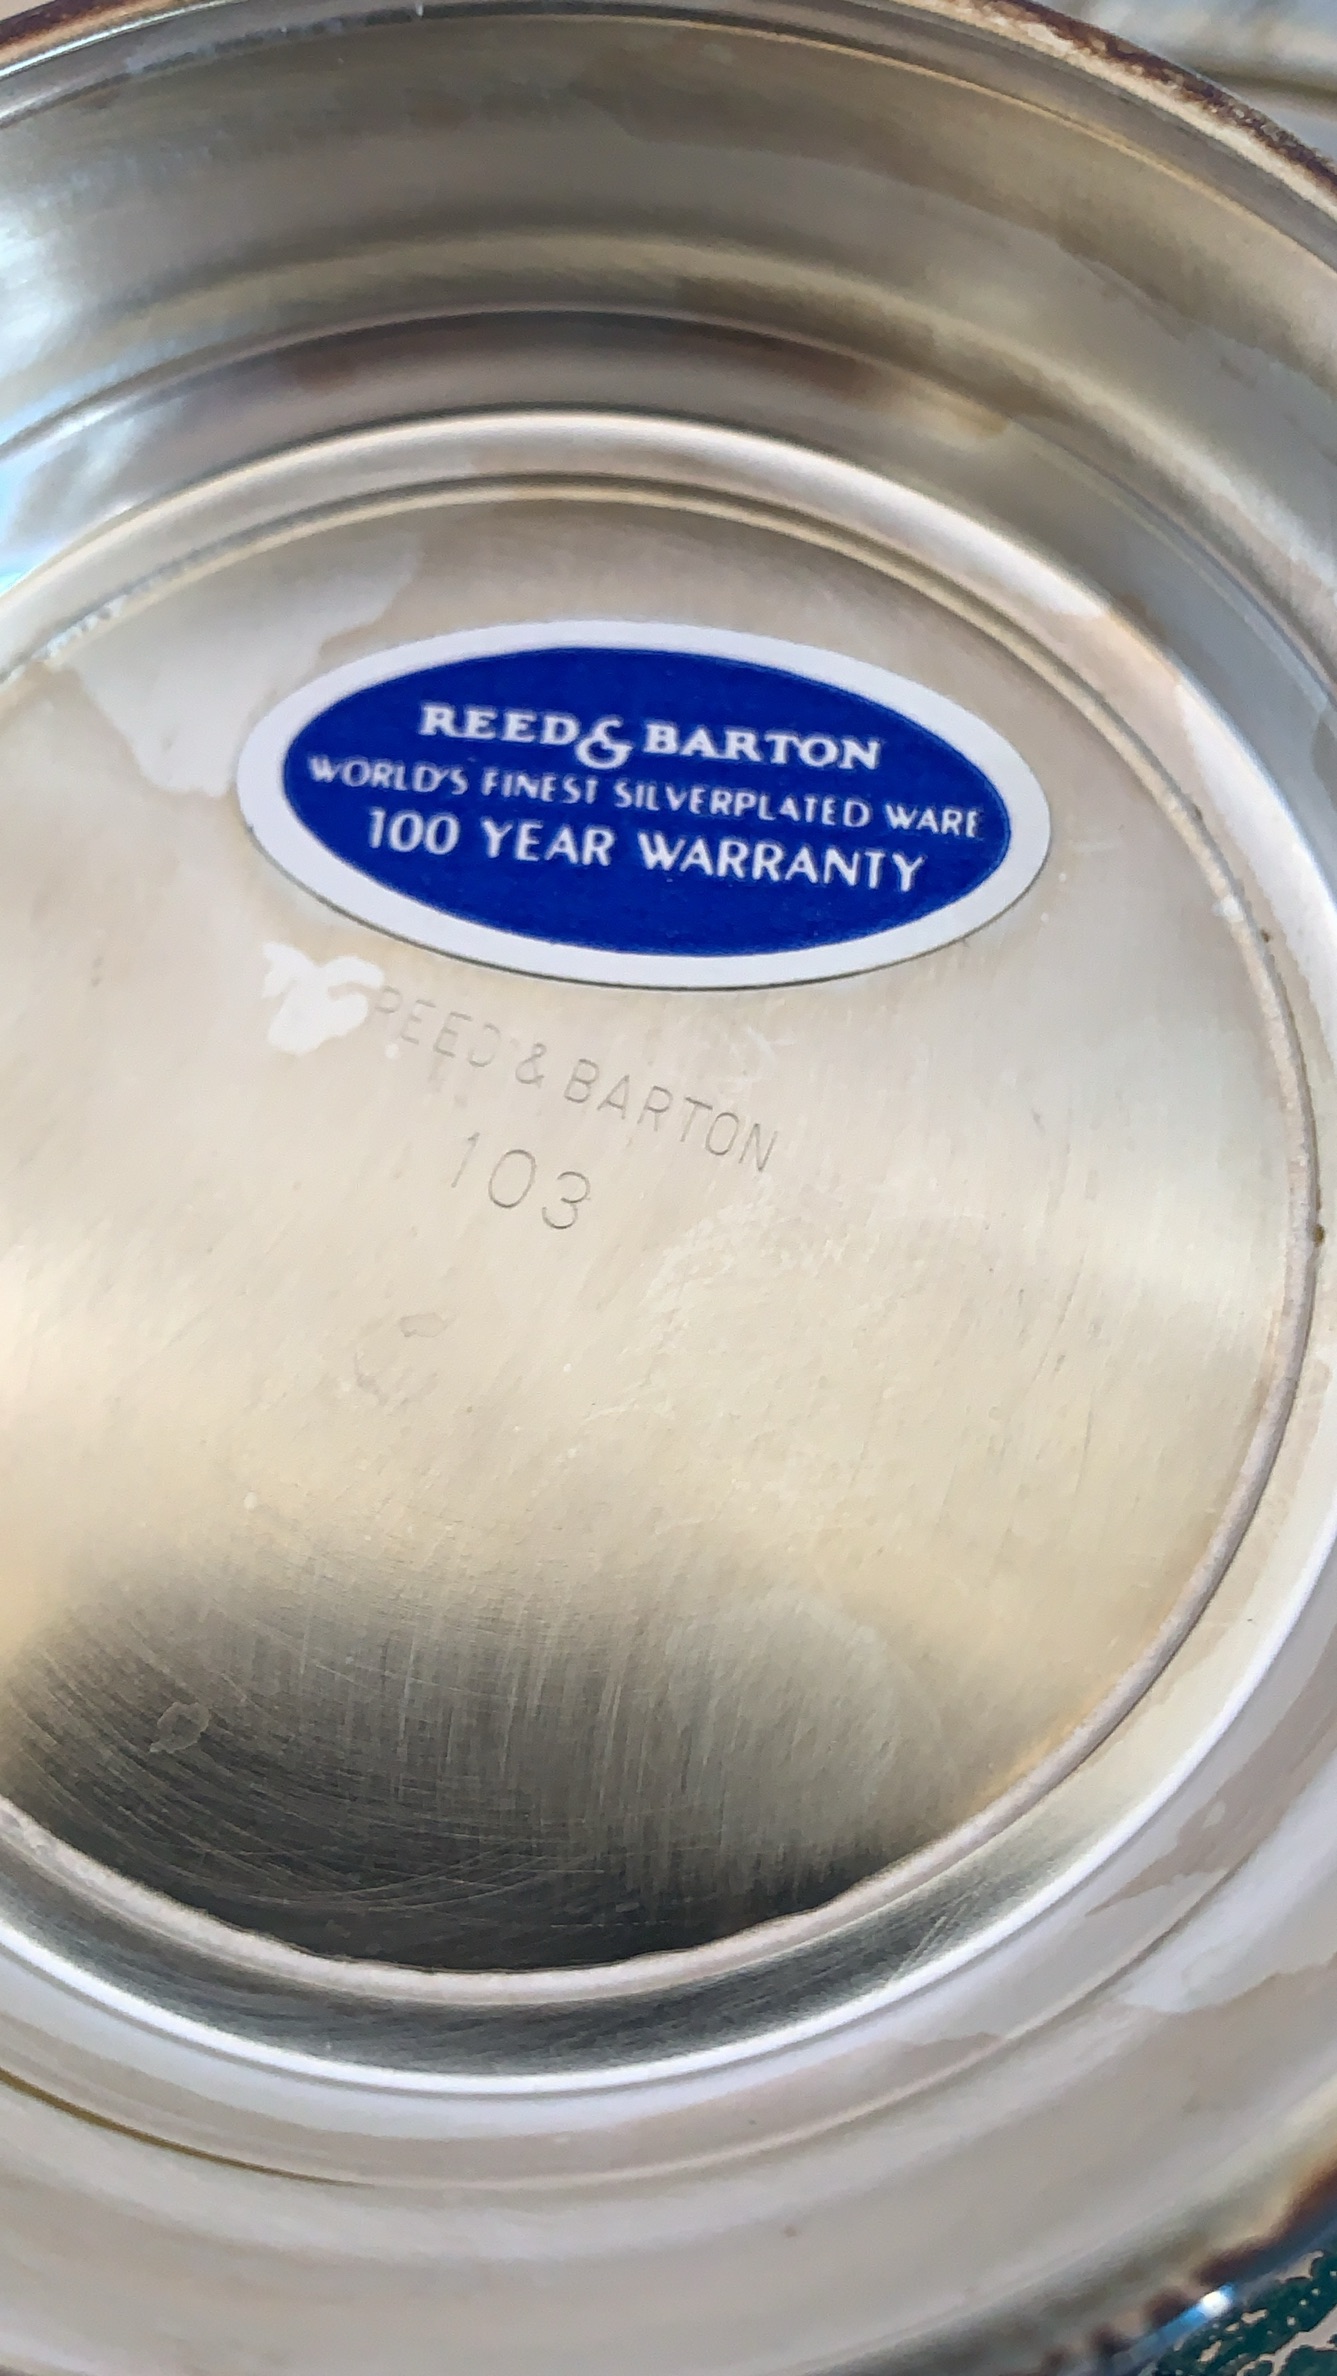 REED & BARTON
WORLD'S FINEST SILVERPLATED WARE
100 YEAR WARRANTY
REED & BARTON
103